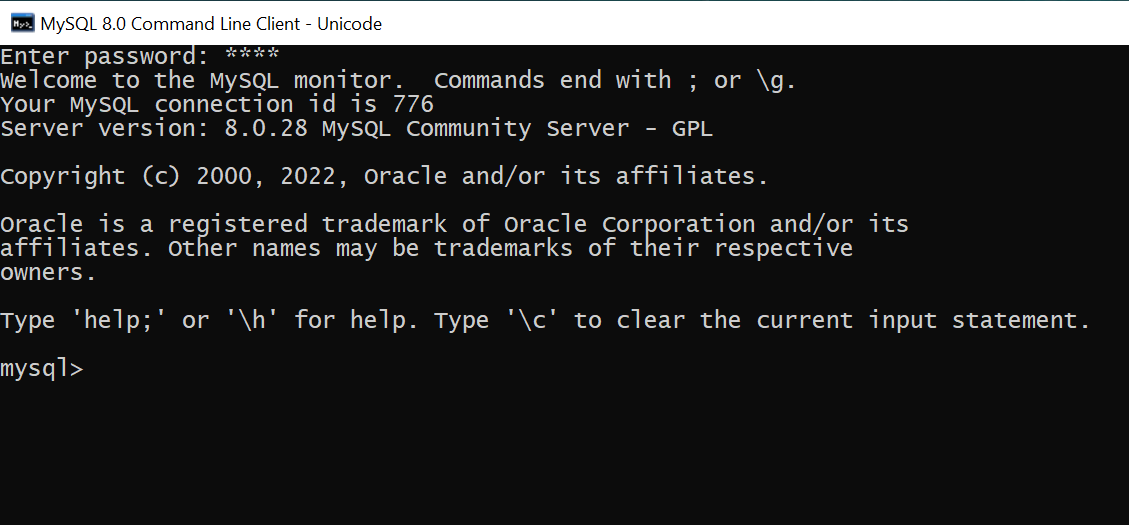 MySQL 8.0 Command Line Client - Unicode
Enter password: ****
Welcome to the MySQL monitor.  Commands end with ; or \g.
Your MySQL connection id is 776
Server version: 8.0.28 MySQL Community Server - GPL
Copyright (c) 2000, 2022, Oracle and/or its affiliates.
Oracle is a registered trademark of Oracle Corporation and/or its
affiliates. Other names may be trademarks of their respective
owners.
Type 'help;' or '\h' for help. Type '\c' to clear the current input statement.
mysql>